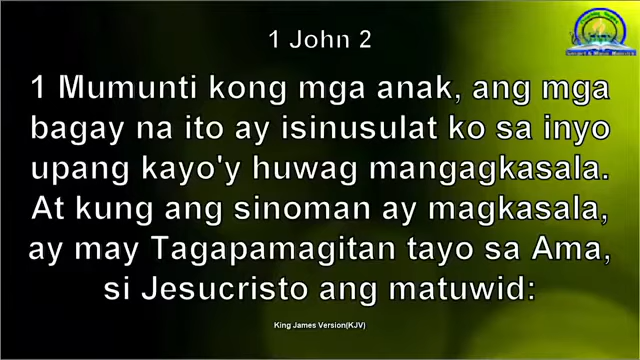 1 John 2
1 Mumunti kong mga anak, ang mga
bagay na ito ay isinusulat ko sa inyo
upang kayo'y huwag mangagkasala.
At kung ang sinoman ay magkasala,
ay may Tagapamagitan tayo sa Ama,
si Jesucristo ang matuwid:
King James Version(KJV)